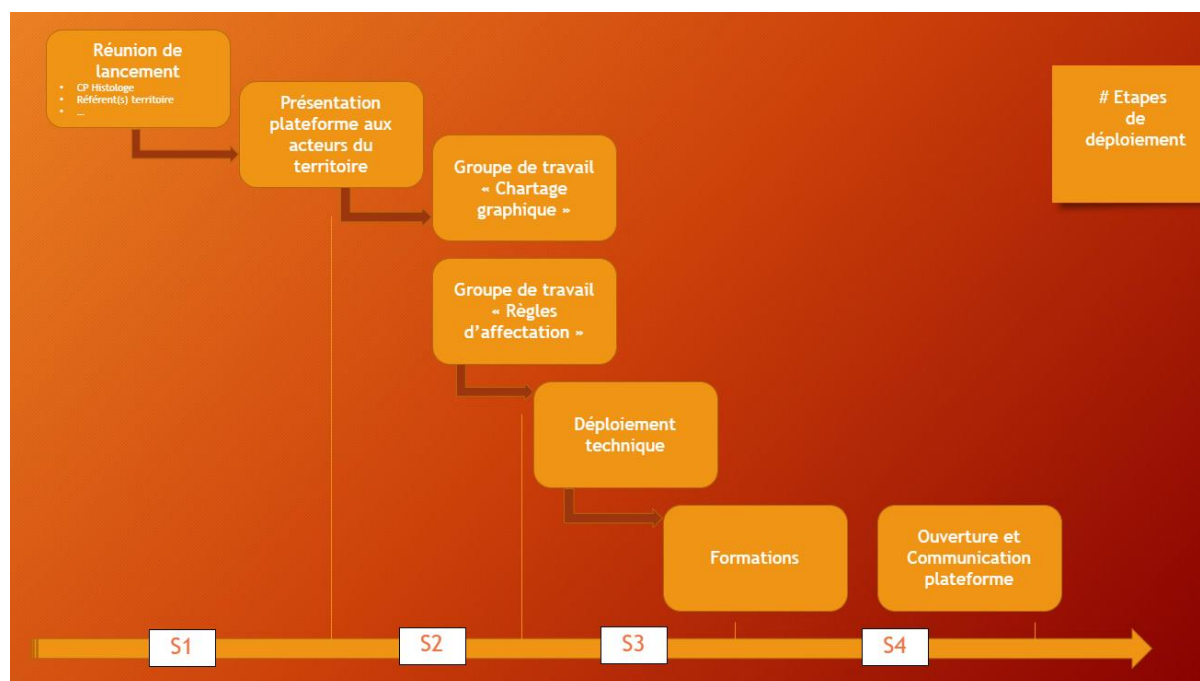 Réunion de
lancement
• CP Histologe
• Référent(s) territoire
• ...
Présentation
plateforme aux
acteurs du
territoire
# Etapes
de
déploiement
Groupe de travail
« Chartage
graphique »
Groupe de travail
« Règles
d’affectation »
Déploiement
technique
Formations
Ouverture et
Communication
plateforme
S1
S2
S3
S4